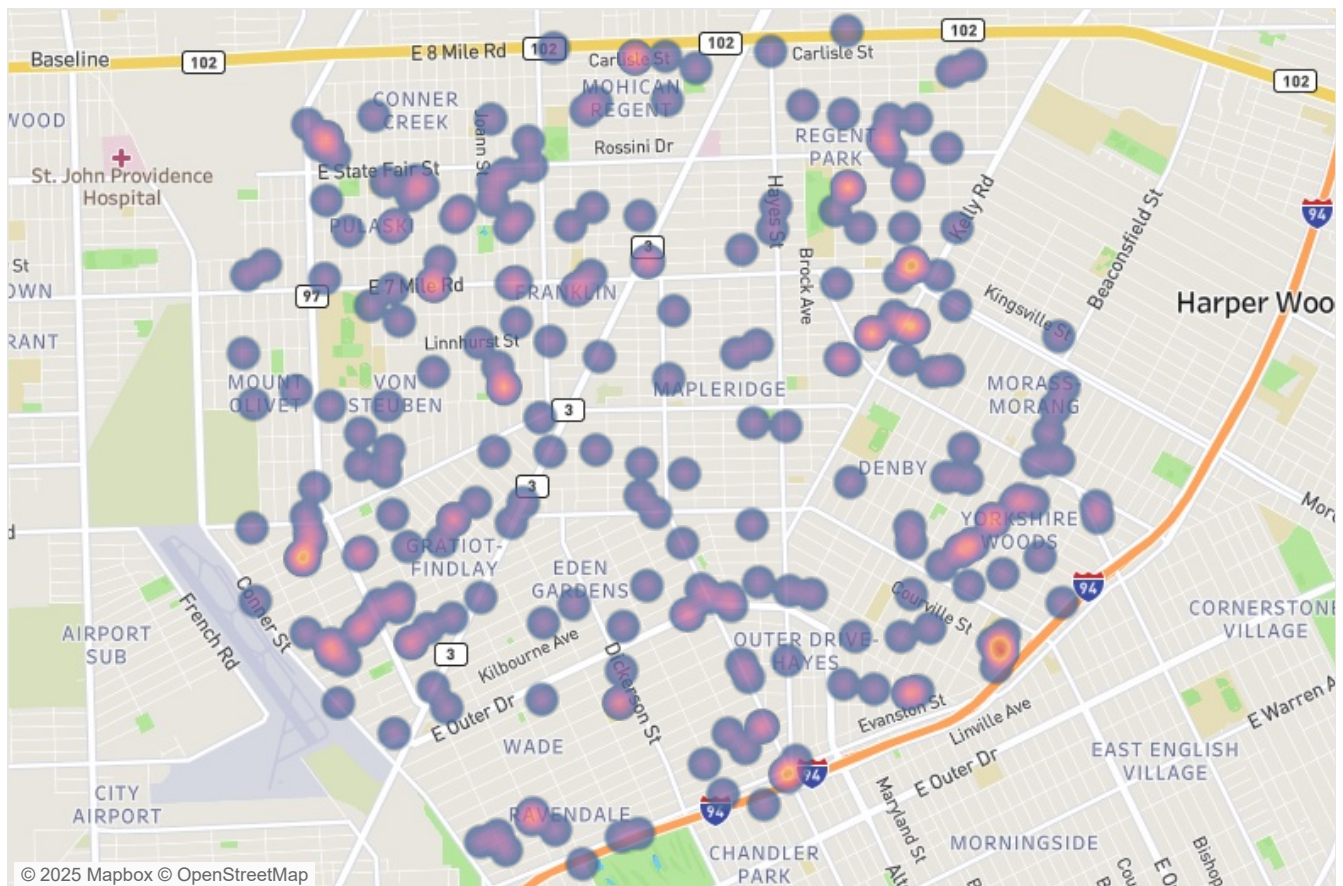 Baseline
102
E 8 Mile Rd
102
102
102
102
Carlisle St
Carlisle St
MOHICAN
REGENT
CONNER
CREEK
WOOD
Joann St
Rossini Dr
REGENT
PARK
St. John Providence
Hospital
E State Fair St
PULASKI
Hayes St
Kelly Rd
Beaconsfield St
94
3
St
OWN
97
E 7 Mile Rd
FRANKLIN
Brock Ave
Kingsville St
Harper Woo
RANT
Linnhurst St
MOUNT
OLIVET
VON
STEUBEN
3
MAPLERIDGE
MORASS-
MORANG
DENBY
3
d
YORKSHIRE
WOODS
GRATIOT-
FINDLAY
EDEN
GARDENS
94
Conner St
French Rd
Courville St
CORNERSTONE
VILLAGE
AIRPORT
SUB
3
Kilbourne Ave
Dickerson St
OUTER DRIVE-
HAYES
E Outer Dr
Evanston St
Linville Ave
E Warren A
WADE
EAST ENGLISH
VILLAGE
94
E Outer Dr
CITY
AIRPORT
94
RAVENDALE
Maryland St
MORNINGSIDE
CHANDLER
PARK
Bishop
E O
© 2025 Mapbox © OpenStreetMap